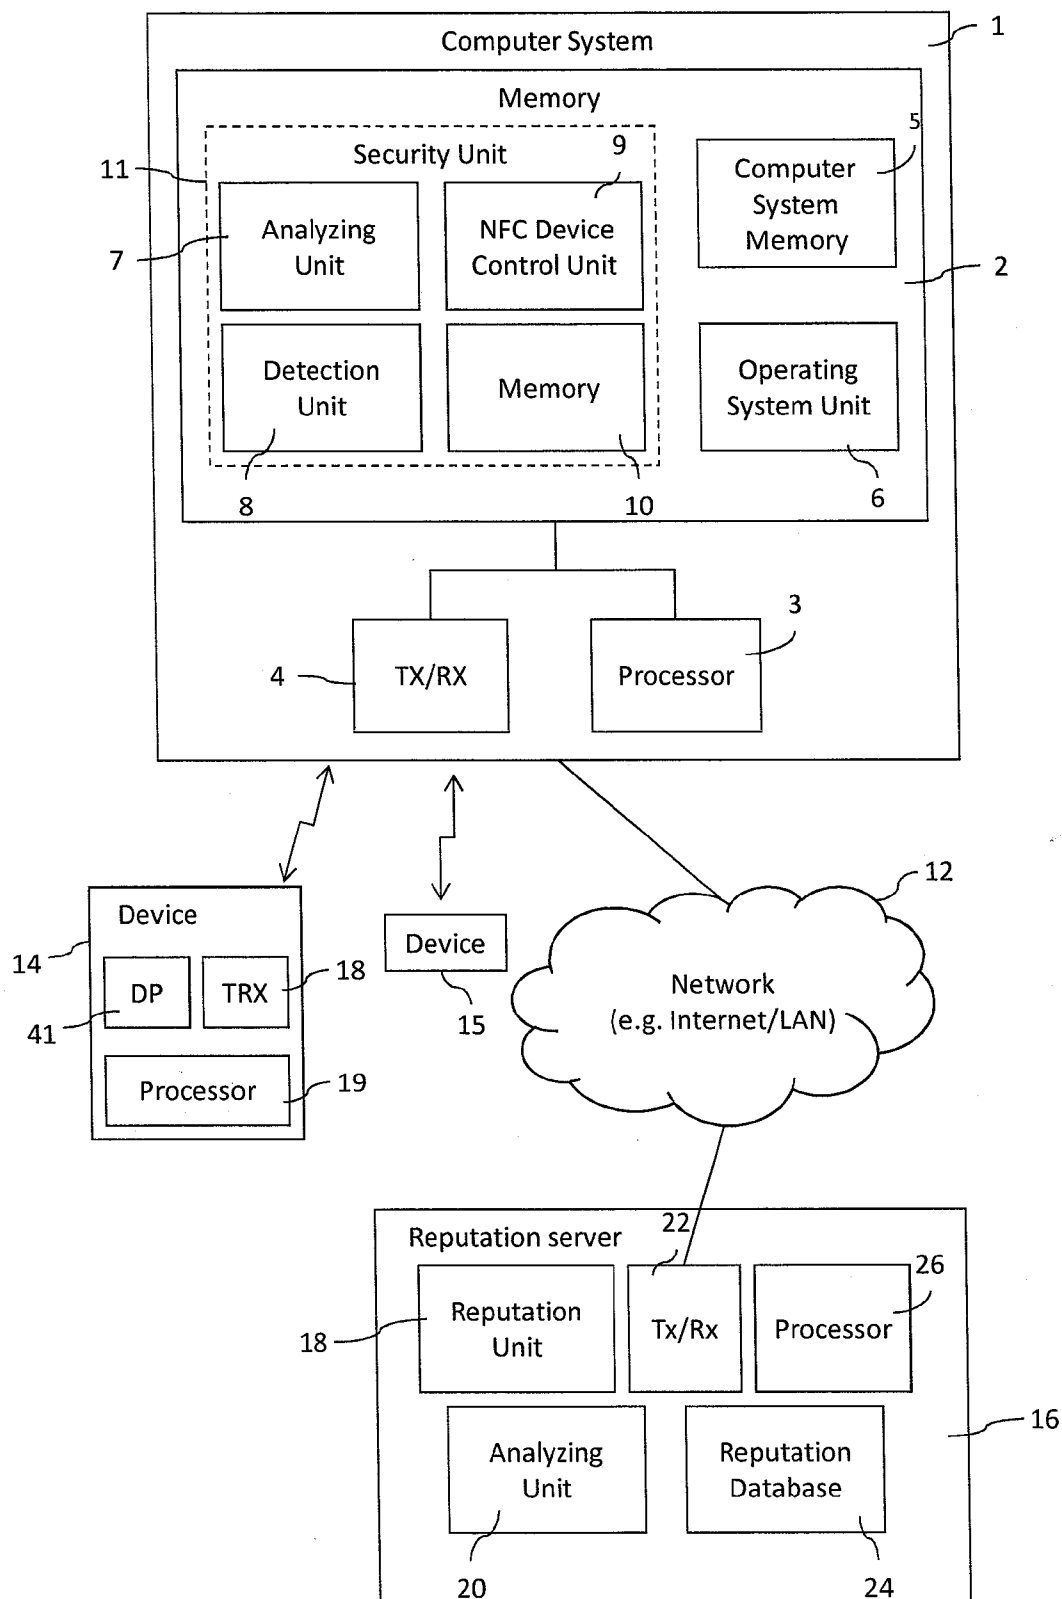 1
Computer System
Memory
5
9
Security Unit
11
Computer
System
Memory
Analyzing
Unit
NFC Device
Control Unit
7
2
Detection
Unit
Memory
Operating
System Unit
8
10
6
3
4
TX/RX
Processor
12
Device
14
Device
DP
TRX
18
Network
(e.g. Internet/LAN)
15
41
Processor
19
22
Reputation server
26
Reputation
Unit
18
Tx/Rx
Processor
16
Analyzing
Unit
Reputation
Database
20
24